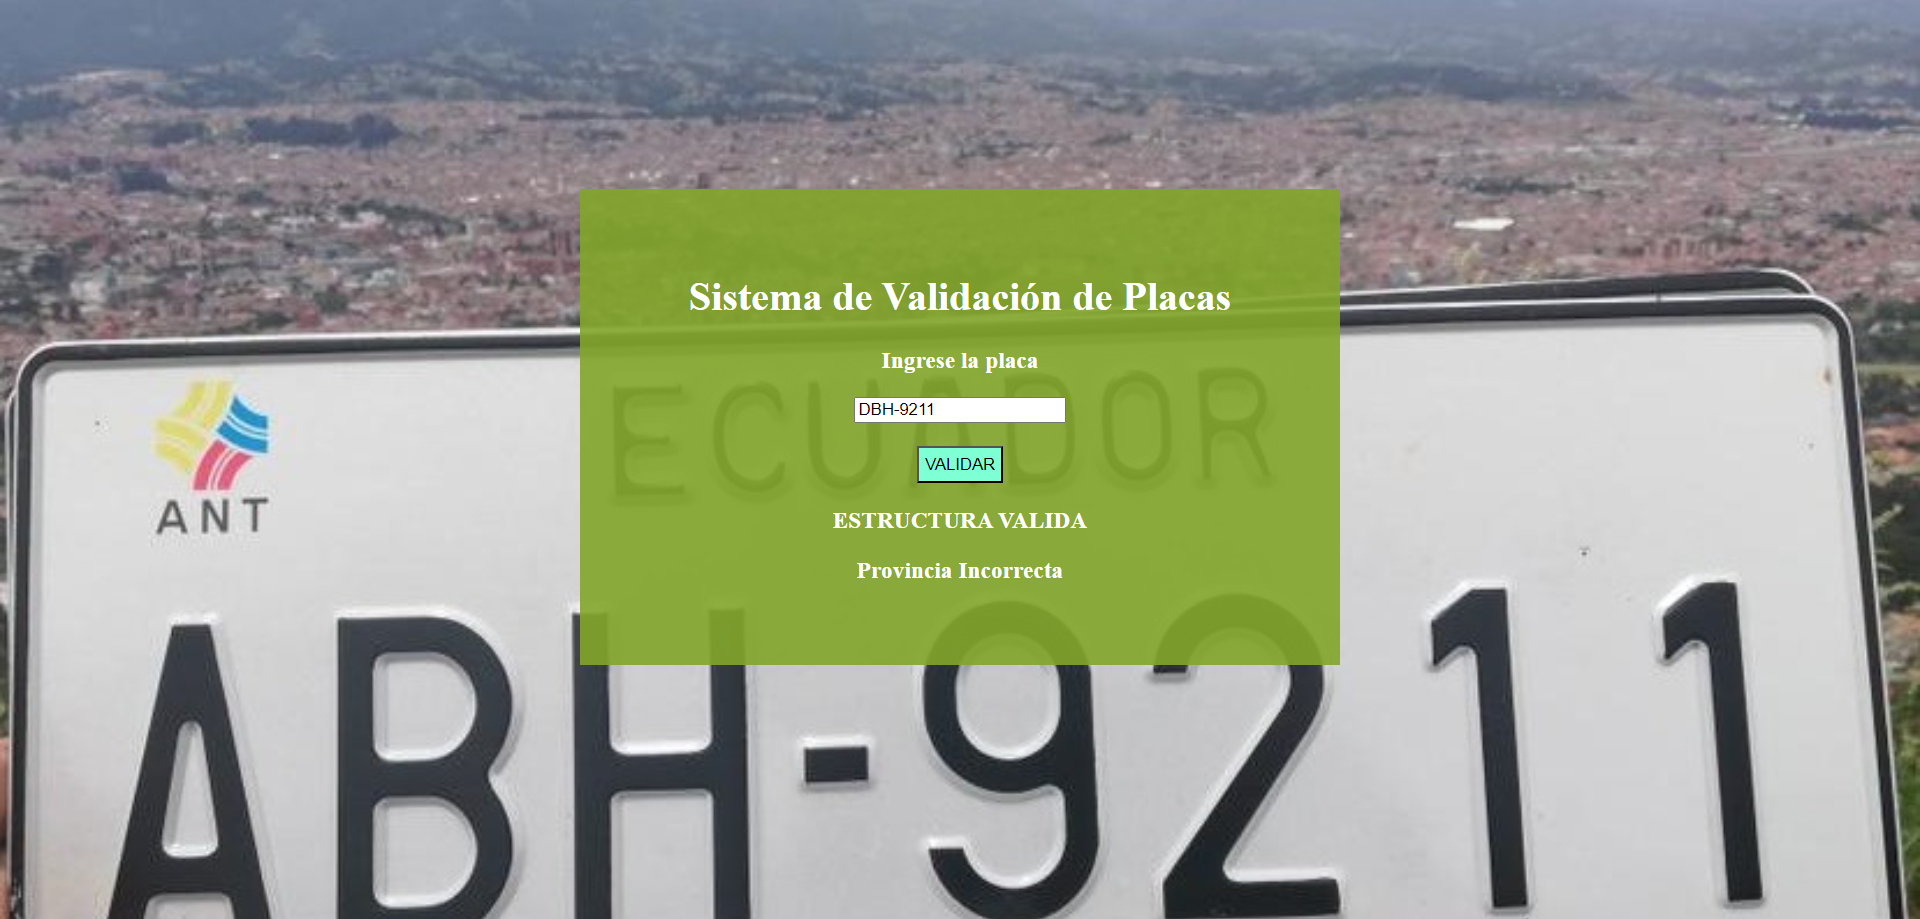 Sistema de Validación de Placas
Ingrese la placa
DBH-9211
VALIDAR
ESTRUCTURA VALIDA
Provincia Incorrecta
ECUADOR
ANT
ABH-9211